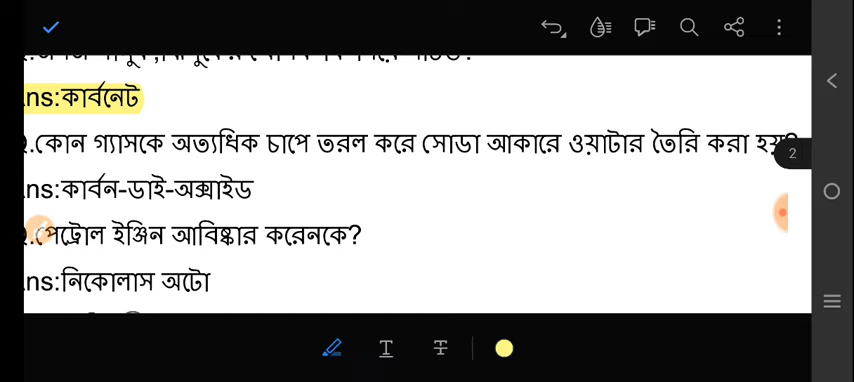 ns:কার্বনেট
.কোন গ্যাসকে অত্যধিক চাপে তরল করে সোডা আকারে ওয়াটার তৈরি করা হয়?
2
ns:কার্বন-ডাই-অক্সাইড
.পেট্রোল ইঞ্জিন আবিষ্কার করেনকে?
ns:নিকোলাস অটো